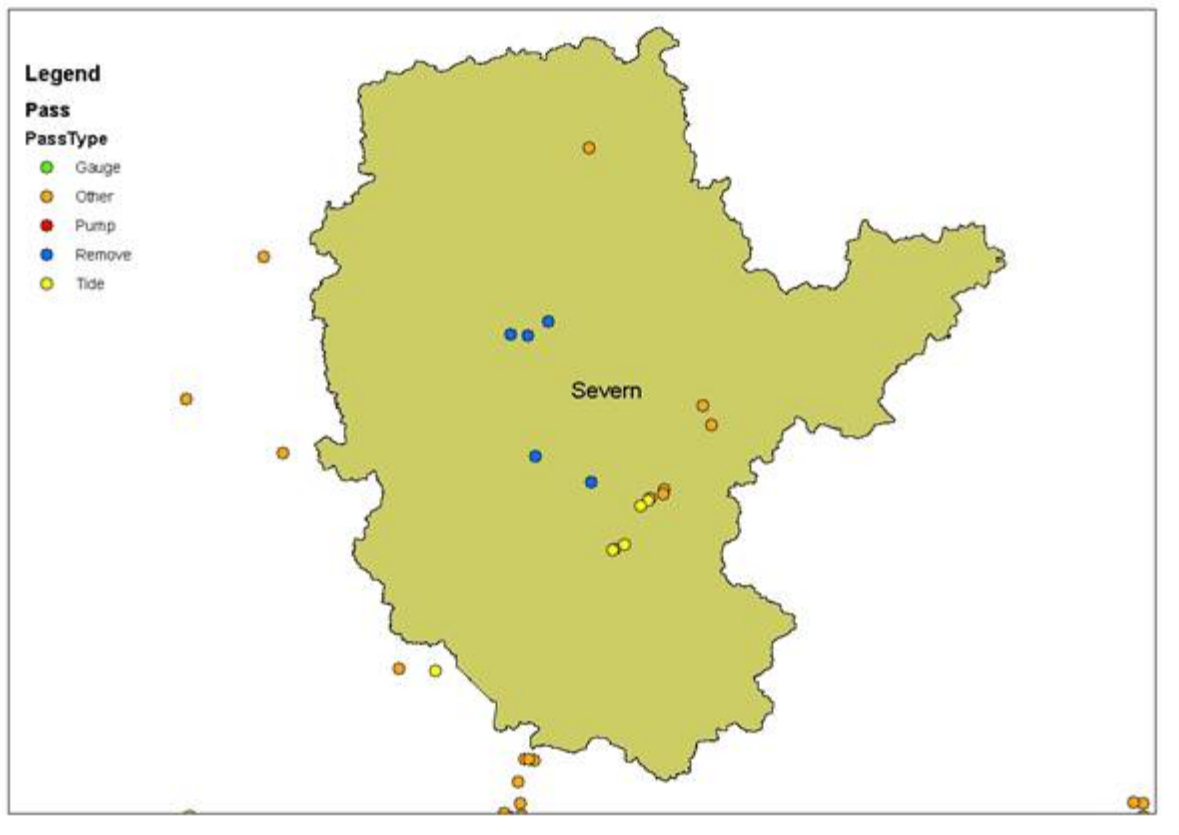 Legend
Pass
PassType
Gauge
Other
Pump
Remove
Tide
Severn